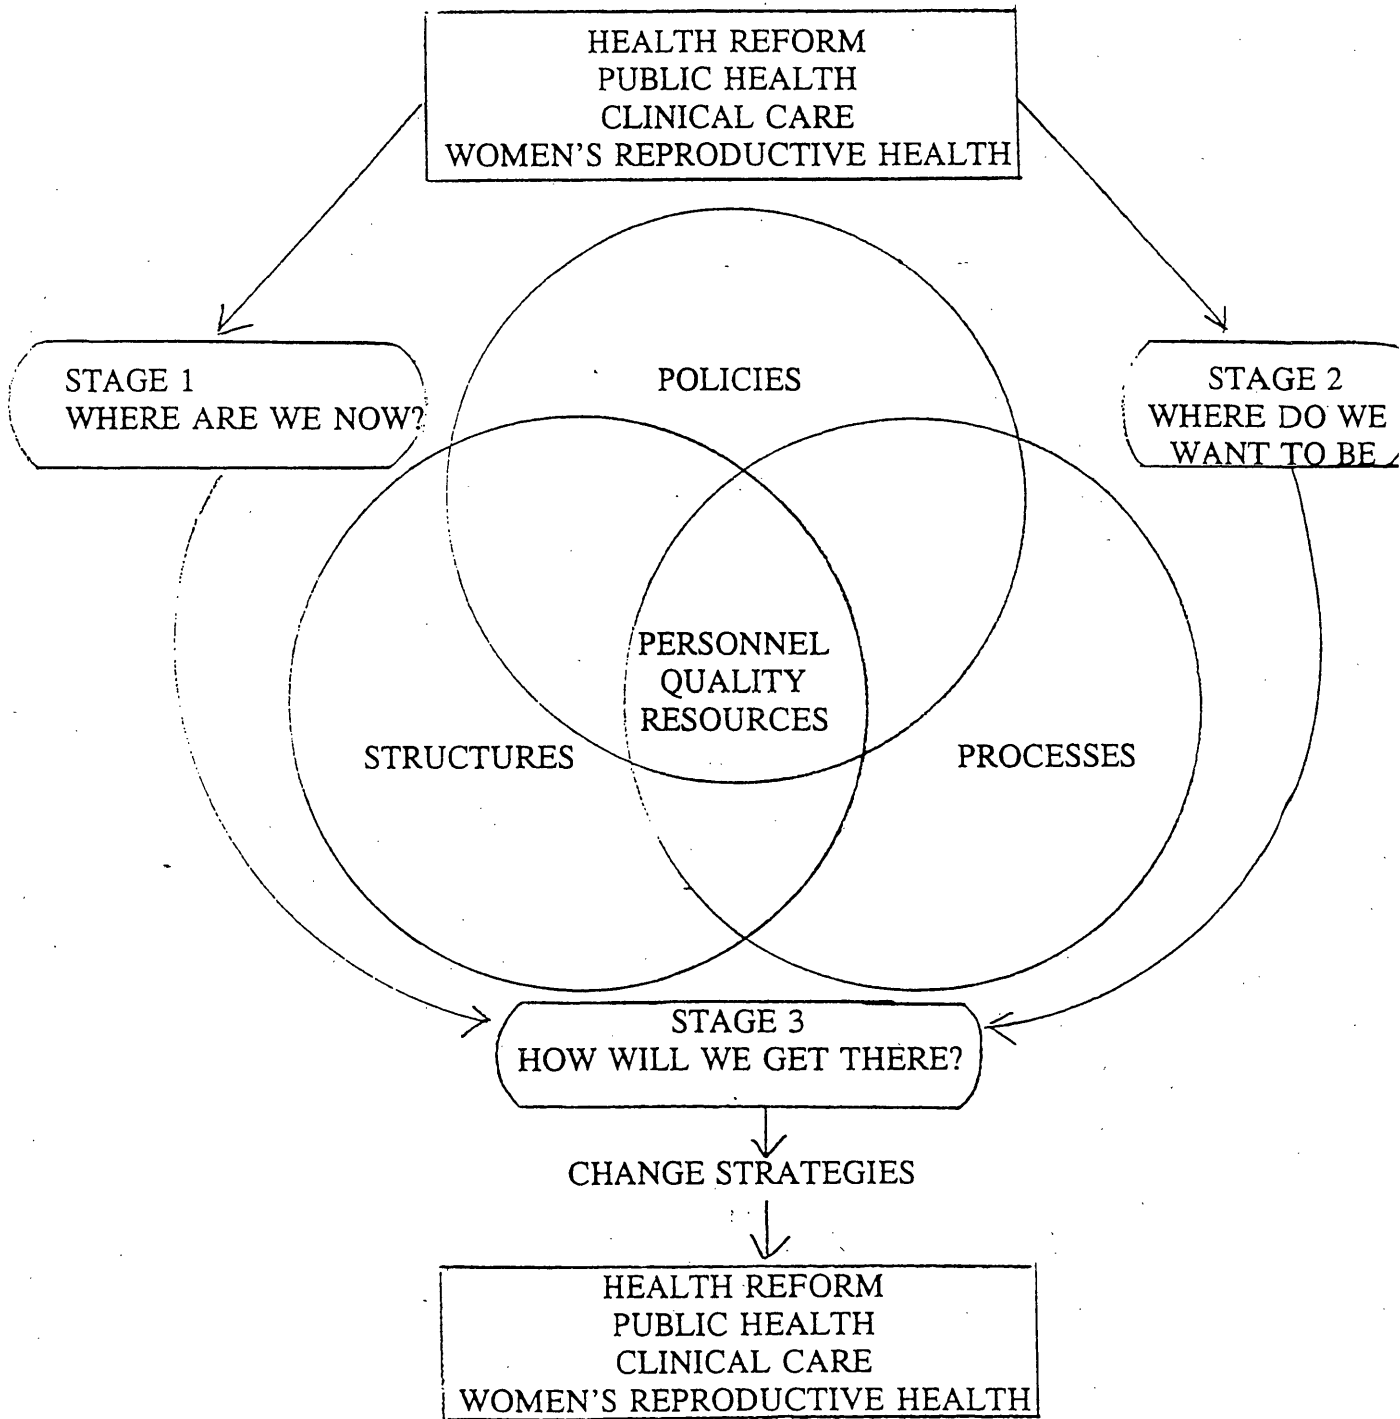 HEALTH REFORM
PUBLIC HEALTH
CLINICAL CARE
WOMEN'S REPRODUCTIVE HEALTH
STAGE 1
WHERE ARE WE NOW?
STAGE 2
WHERE DO WE
WANT TO BE
POLICIES
PERSONNEL
QUALITY
RESOURCES
STRUCTURES
PROCESSES
STAGE 3
HOW WILL WE GET THERE?
CHANGE STRATEGIES
HEALTH REFORM
PUBLIC HEALTH
CLINICAL CARE
WOMEN'S REPRODUCTIVE HEALTH